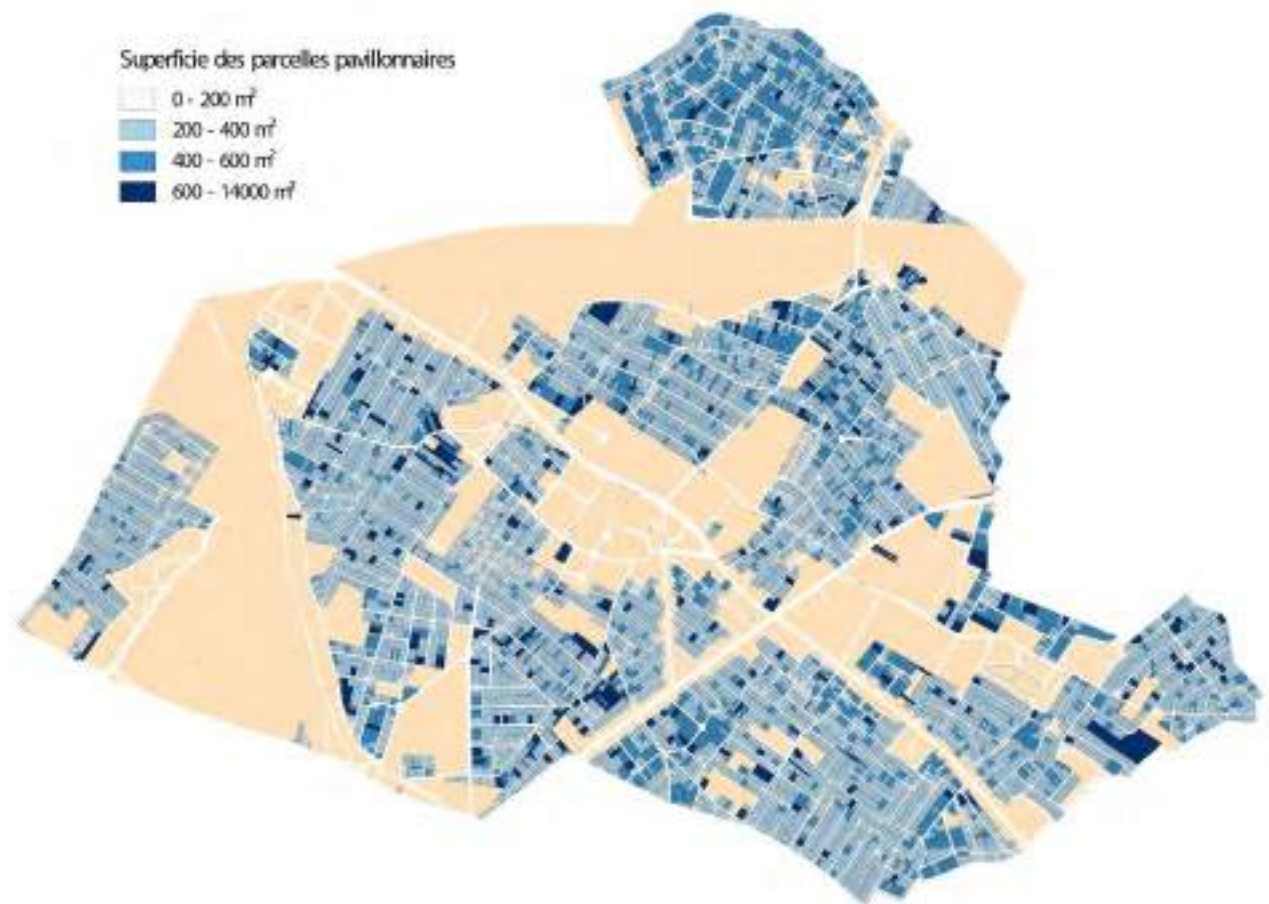 Superficie des parcelles pavillonnaires
0 - 200 m²
200 - 400 m²
400 - 600 m²
600 - 14000 m²